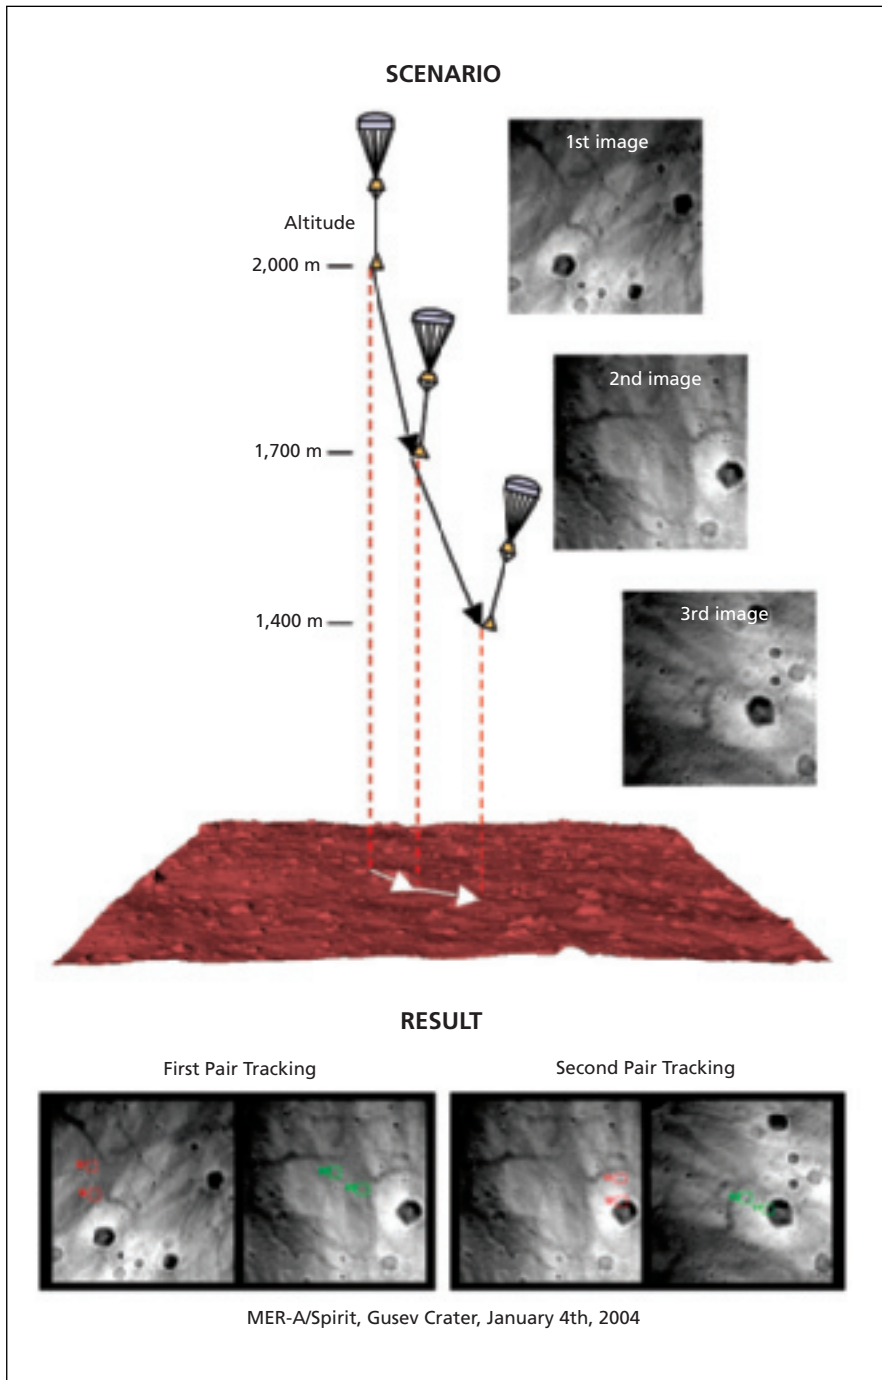 SCENARIO
1st image
Altitude
2,000 m
2nd image
1,700 m
3rd image
1,400 m
RESULT
First Pair Tracking
Second Pair Tracking
MER-A/Spirit, Gusev Crater, January 4th, 2004